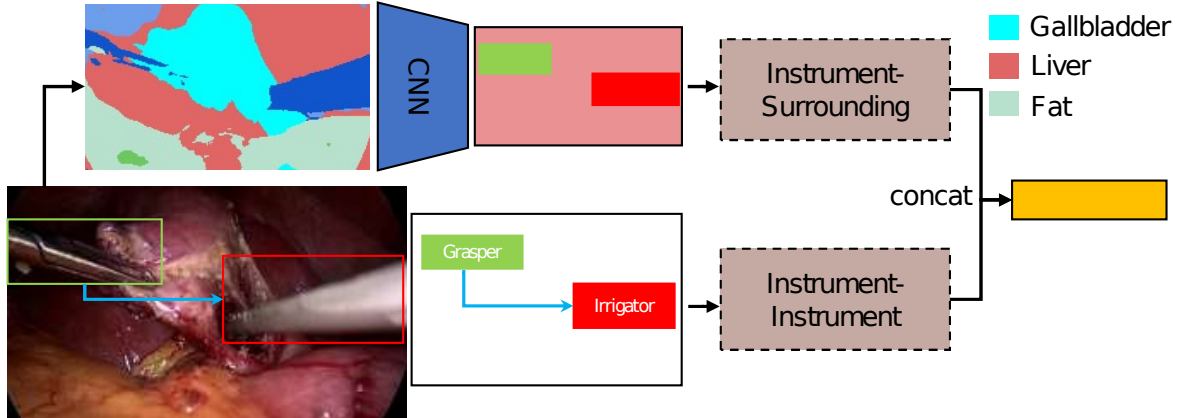 CNN
Instrument-
Surrounding
Gallbladder
Liver
Fat
concat
Grasper
Irrigator
Instrument-
Instrument